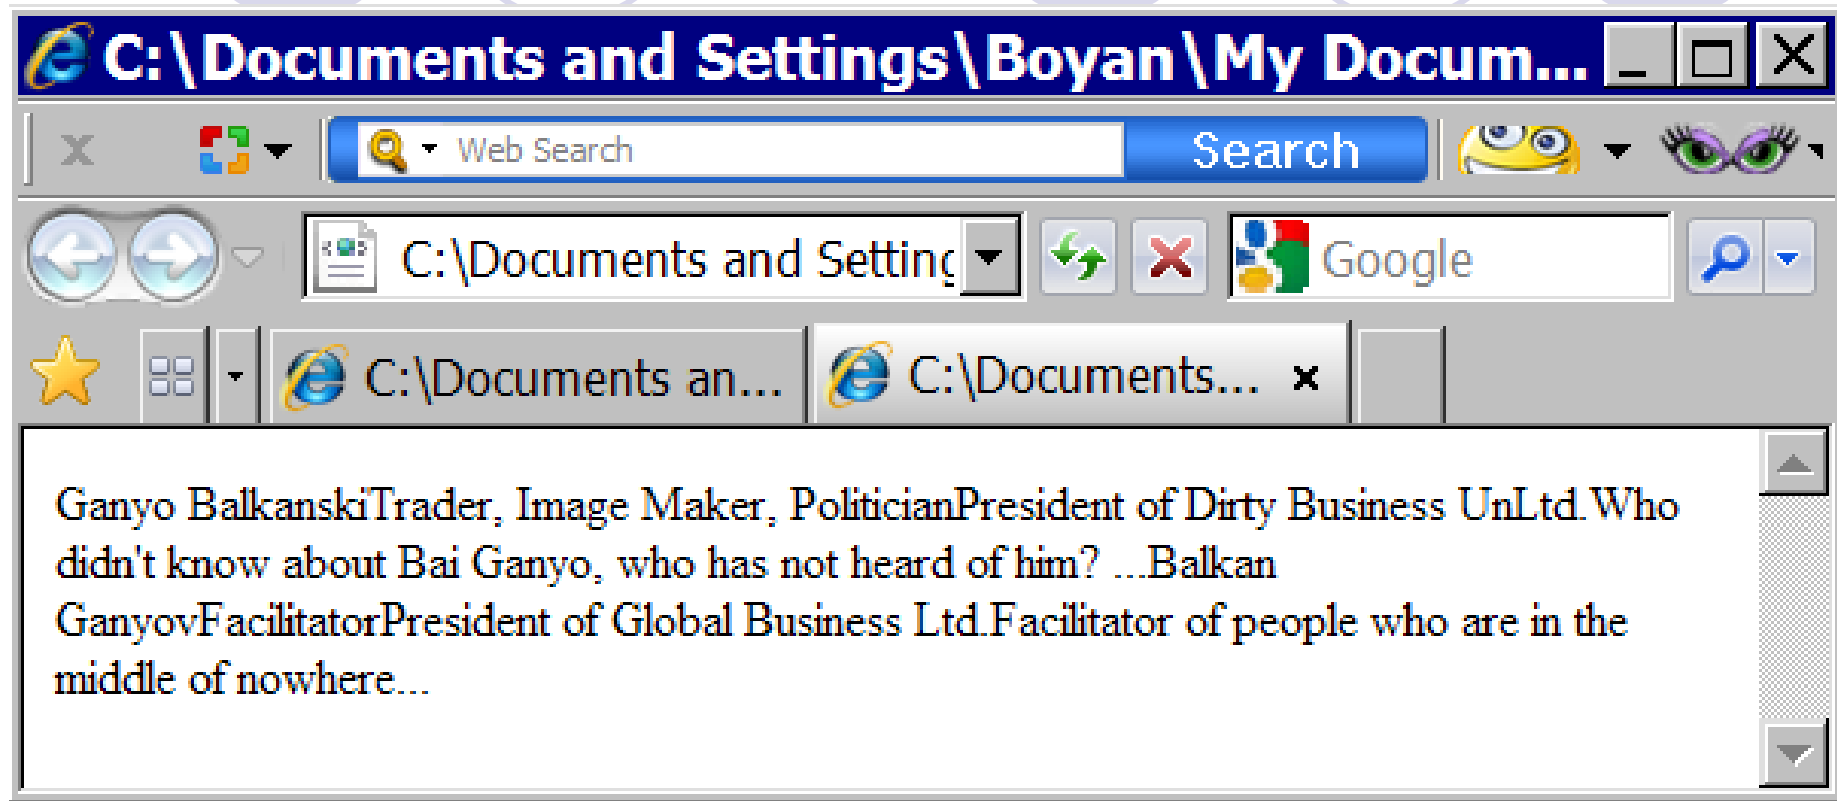 C:\Documents and Settings\Boyan\My Docum...
x Web Search Search
C:\Documents and Setting Google
C:\Documents an... C:\Documents... x
Ganyo BalkanskiTrader, Image Maker, PoliticianPresident of Dirty Business UnLtd.Who
didn't know about Bai Ganyo, who has not heard of him? ...Balkan
GanyovFacilitatorPresident of Global Business Ltd.Facilitator of people who are in the
middle of nowhere...